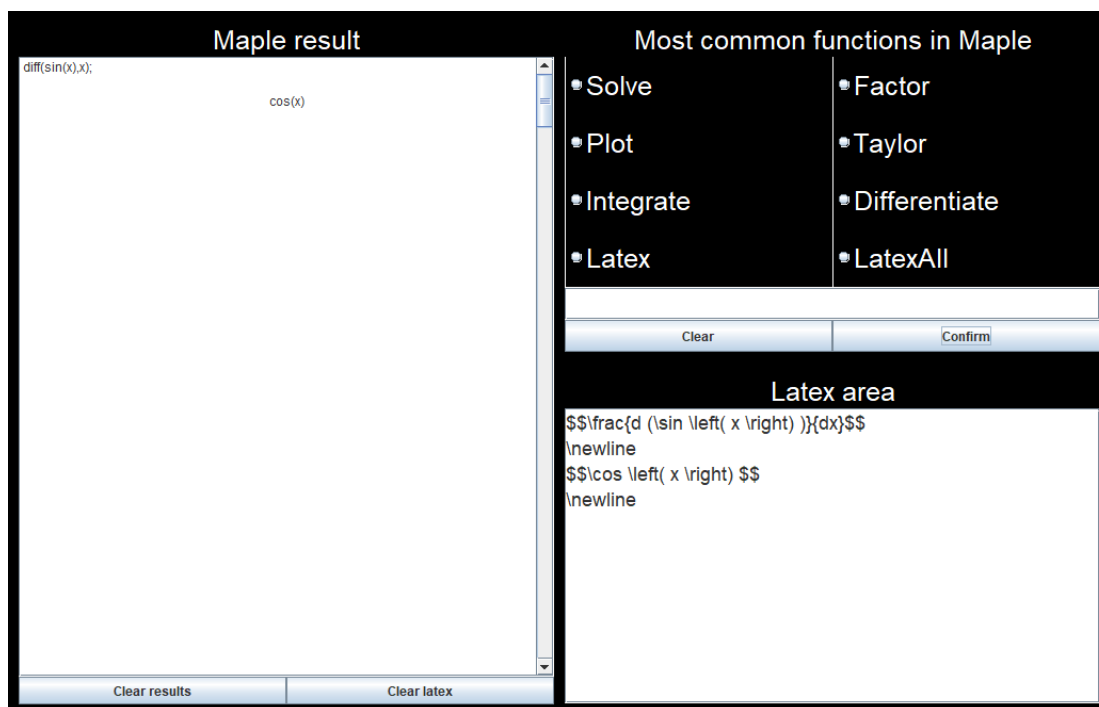 Maple result
diff(sin(x),x);
cos(x)
Clear results
Clear latex
Most common functions in Maple
Solve
Factor
Plot
Taylor
Integrate
Differentiate
Latex
LatexAll
Clear
Confirm
Latex area
$$\frac{d (\sin \left( x \right) )}{dx}$$
\newline
$$\cos \left( x \right) $$
\newline